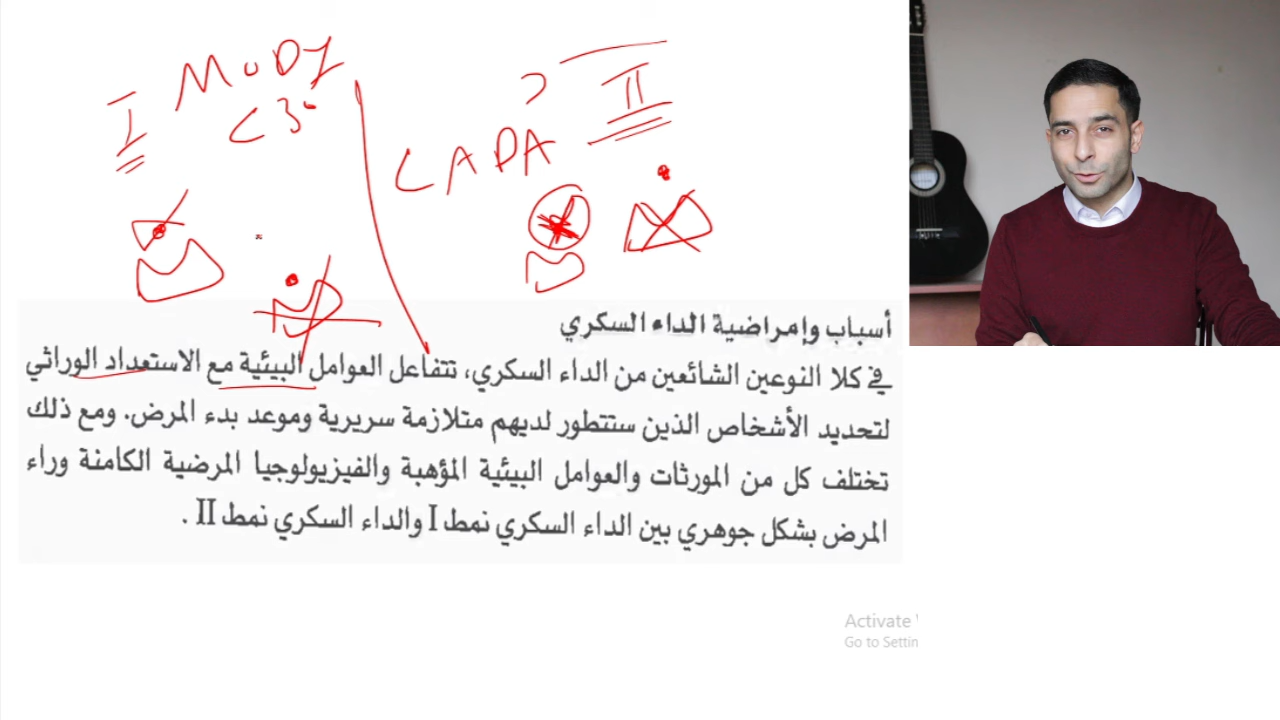 I
MODY
II
< 30
LADA
أسباب وإمراضية الداء السكري
في كلا النوعين الشائعين من الداء السكري، تتفاعل العوامل البيئية مع الاستعداد الوراثي
لتحديد الأشخاص الذين ستتطور لديهم متلازمة سريرية وموعد بدء المرض. ومع ذلك
تختلف كل من المورثات والعوامل البيئية المؤهبة والفيزيولوجيا المرضية الكامنة وراء
المرض بشكل جوهري بين الداء السكري نمط I والداء السكري نمط II .
Activate
Go to Settin